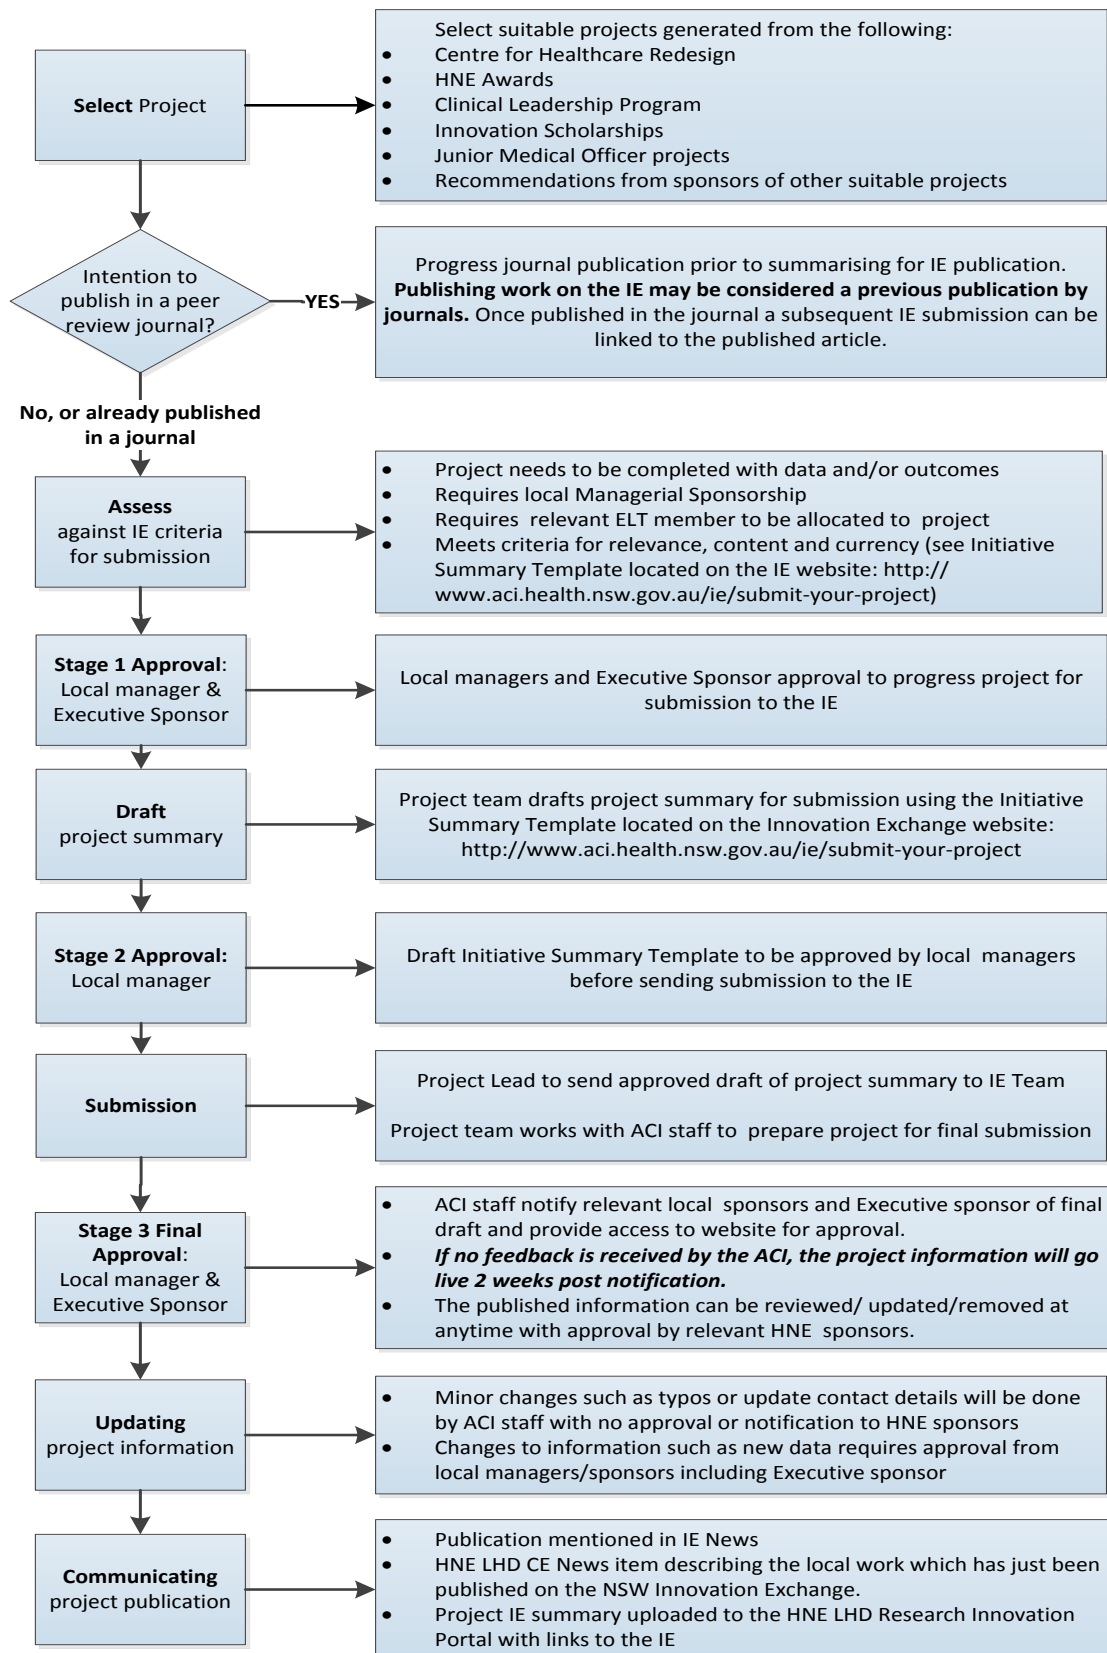 Select Project
Select suitable projects generated from the following:
• Centre for Healthcare Redesign
• HNE Awards
• Clinical Leadership Program
• Innovation Scholarships
• Junior Medical Officer projects
• Recommendations from sponsors of other suitable projects
Intention to
publish in a peer
review journal?
YES
Progress journal publication prior to summarising for IE publication.
Publishing work on the IE may be considered a previous publication by
journals. Once published in the journal a subsequent IE submission can be
linked to the published article.
No, or already published
in a journal
Assess
against IE criteria
for submission
• Project needs to be completed with data and/or outcomes
• Requires local Managerial Sponsorship
• Requires relevant ELT member to be allocated to project
• Meets criteria for relevance, content and currency (see Initiative
Summary Template located on the IE website: http://
www.aci.health.nsw.gov.au/ie/submit-your-project)
Stage 1 Approval:
Local manager &
Executive Sponsor
Local managers and Executive Sponsor approval to progress project for
submission to the IE
Draft
project summary
Project team drafts project summary for submission using the Initiative
Summary Template located on the Innovation Exchange website:
http://www.aci.health.nsw.gov.au/ie/submit-your-project
Stage 2 Approval:
Local manager
Draft Initiative Summary Template to be approved by local managers
before sending submission to the IE
Submission
Project Lead to send approved draft of project summary to IE Team
Project team works with ACI staff to prepare project for final submission
Stage 3 Final
Approval:
Local manager &
Executive Sponsor
• ACI staff notify relevant local sponsors and Executive sponsor of final
draft and provide access to website for approval.
• If no feedback is received by the ACI, the project information will go
live 2 weeks post notification.
• The published information can be reviewed/ updated/removed at
anytime with approval by relevant HNE sponsors.
Updating
project information
• Minor changes such as typos or update contact details will be done
by ACI staff with no approval or notification to HNE sponsors
• Changes to information such as new data requires approval from
local managers/sponsors including Executive sponsor
Communicating
project publication
• Publication mentioned in IE News
• HNE LHD CE News item describing the local work which has just been
published on the NSW Innovation Exchange.
• Project IE summary uploaded to the HNE LHD Research Innovation
Portal with links to the IE